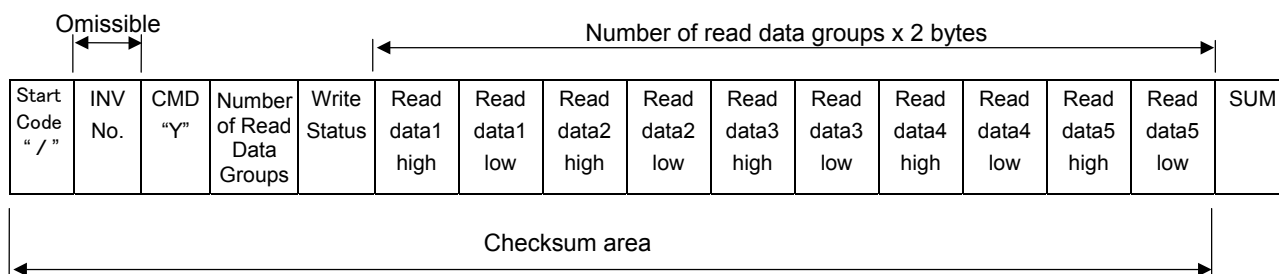 Omissible
Number of read data groups x 2 bytes
Start Code “ / ”
INV No.
CMD “Y”
Number of Read Data Groups
Write Status
Read data1 high
Read data1 low
Read data2 high
Read data2 low
Read data3 high
Read data3 low
Read data4 high
Read data4 low
Read data5 high
Read data5 low
SUM
Checksum area